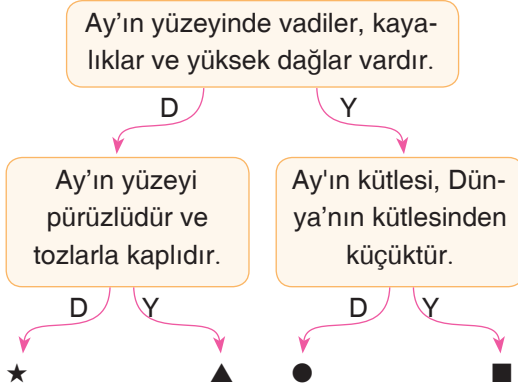 Ay’ın yüzeyinde vadiler, kaya-
lıklar ve yüksek dağlar vardır.
D
Y
Ay’ın yüzeyi
pürüzlüdür ve
tozlarla kaplıdır.
Ay'ın kütlesi, Dün-
ya’nın kütlesinden
küçüktür.
D
Y
D
Y